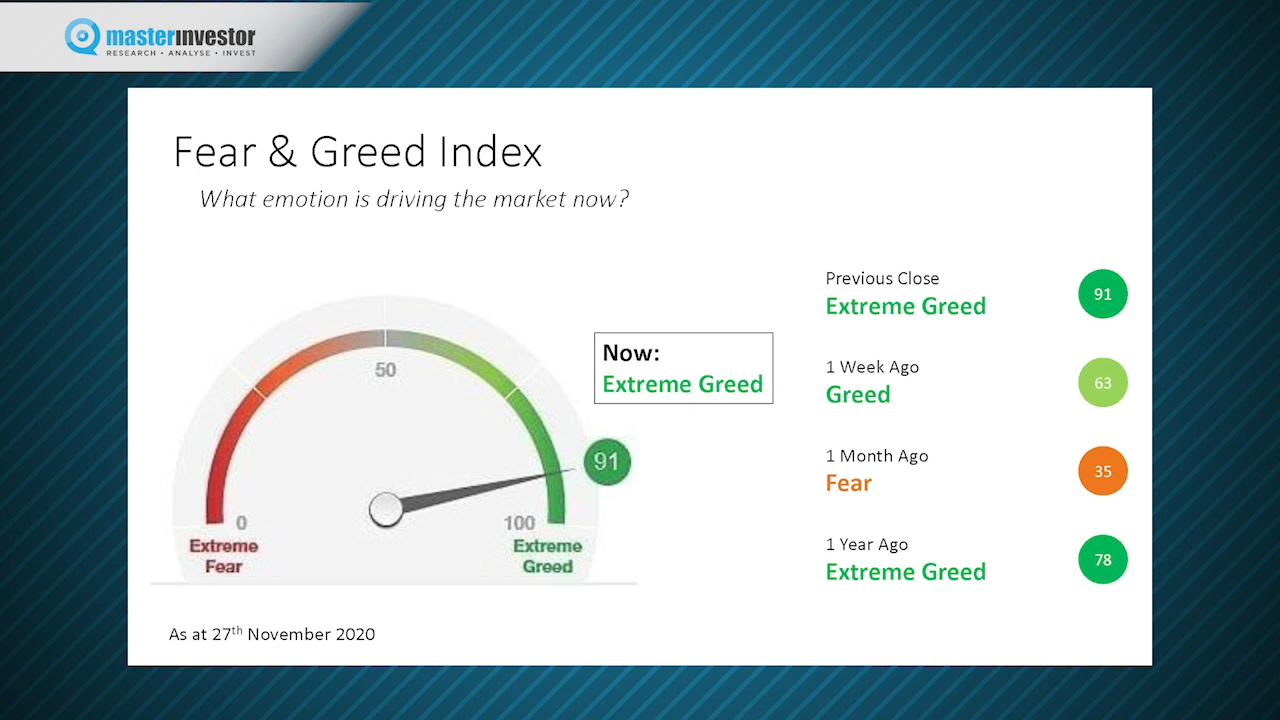 masterinvestor
RESEARCH • ANALYSE • INVEST
Fear & Greed Index
What emotion is driving the market now?
50
0
100
Extreme
Fear
Extreme
Greed
91
Now:
Extreme Greed
Previous Close
Extreme Greed
91
1 Week Ago
Greed
63
1 Month Ago
Fear
35
1 Year Ago
Extreme Greed
78
As at 27th November 2020